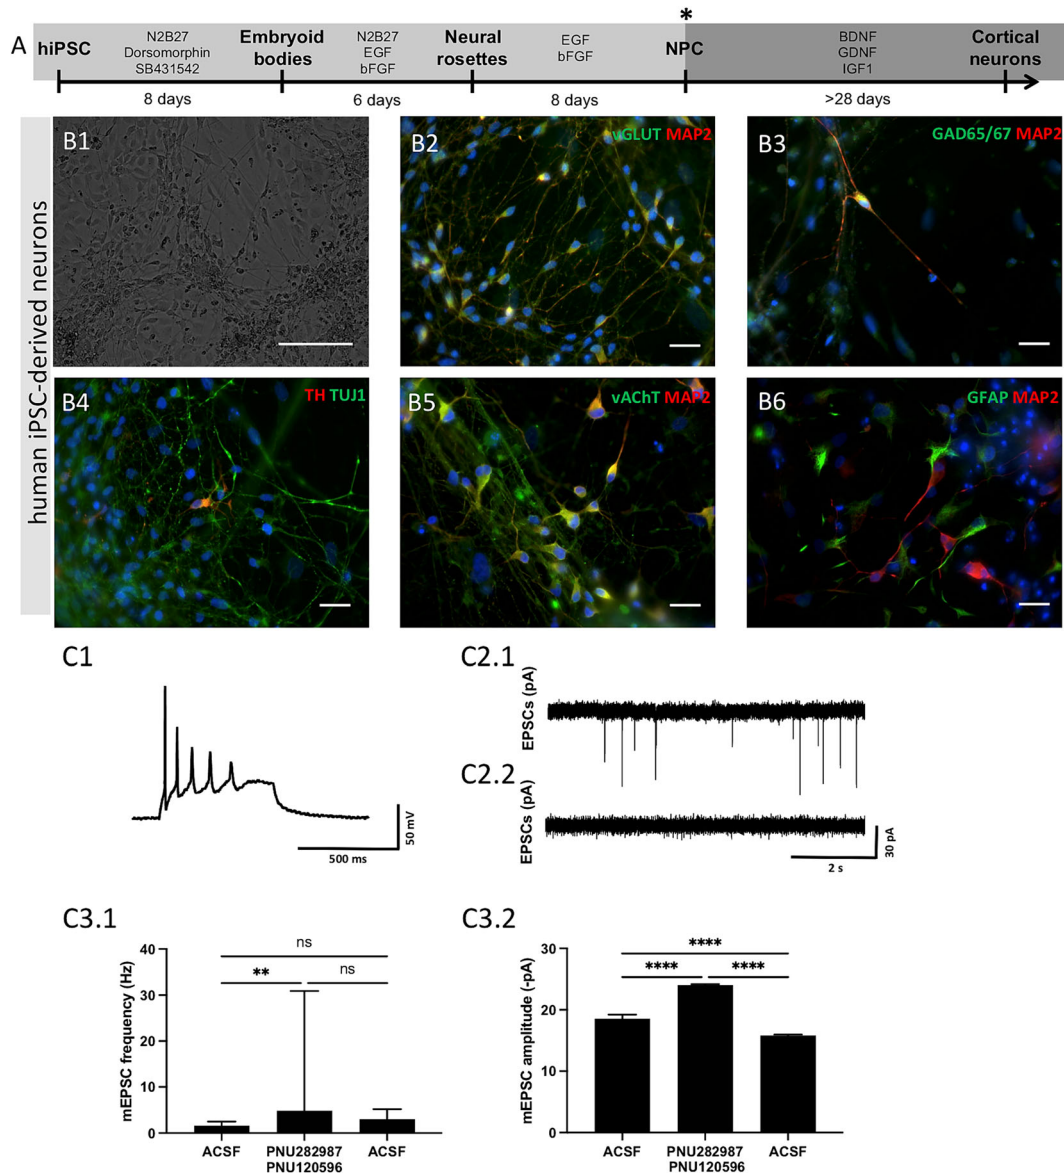 A
*
hiPSC
N2B27
Dorsomorphin
SB431542
Embryoid
bodies
N2B27
EGF
bFGF
Neural
rosettes
EGF
bFGF
NPC
BDNF
GDNF
IGF1
Cortical
neurons
8 days
6 days
8 days
>28 days
human iPSC-derived neurons
B1
B2
vGLUT MAP2
B3
GAD65/67 MAP2
B4
TH TUJ1
B5
vAChT MAP2
B6
GFAP MAP2
C1
50 mV
500 ms
C2.1
EPSCs (pA)
C2.2
EPSCs (pA)
30 pA
2 s
C3.1
mEPSC frequency (Hz)
40
30
20
10
0
ns
**
ns
ACSF
PNU282987
PNU120596
ACSF
C3.2
mEPSC amplitude (-pA)
30
20
10
0
****
****
****
ACSF
PNU282987
PNU120596
ACSF